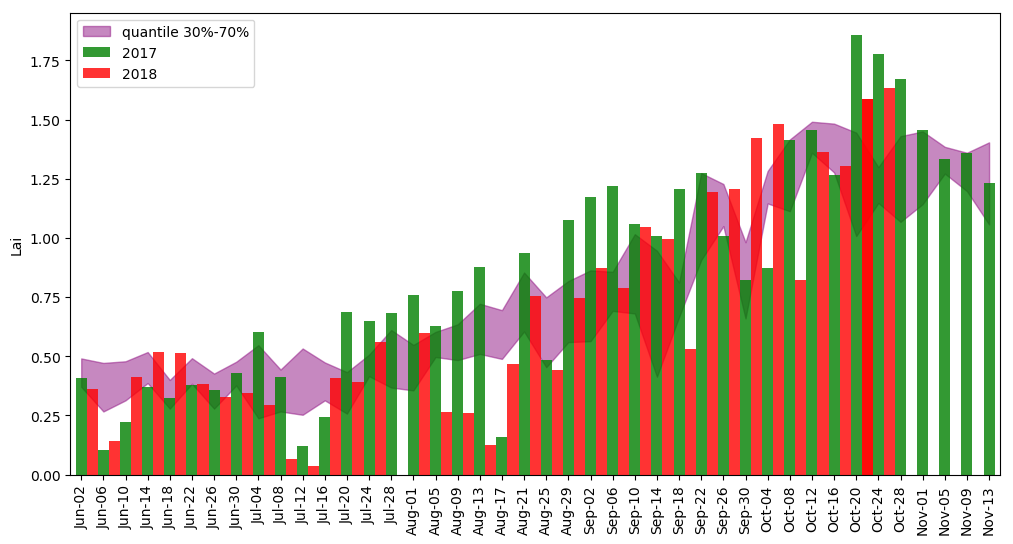 quantile 30%-70%
2017
2018
Lai
1.75
1.50
1.25
1.00
0.75
0.50
0.25
0.00
Jun-02
Jun-06
Jun-10
Jun-14
Jun-18
Jun-22
Jun-26
Jun-30
Jul-04
Jul-08
Jul-12
Jul-16
Jul-20
Jul-24
Jul-28
Aug-01
Aug-05
Aug-09
Aug-13
Aug-17
Aug-21
Aug-25
Aug-29
Sep-02
Sep-06
Sep-10
Sep-14
Sep-18
Sep-22
Sep-26
Sep-30
Oct-04
Oct-08
Oct-12
Oct-16
Oct-20
Oct-24
Oct-28
Nov-01
Nov-05
Nov-09
Nov-13